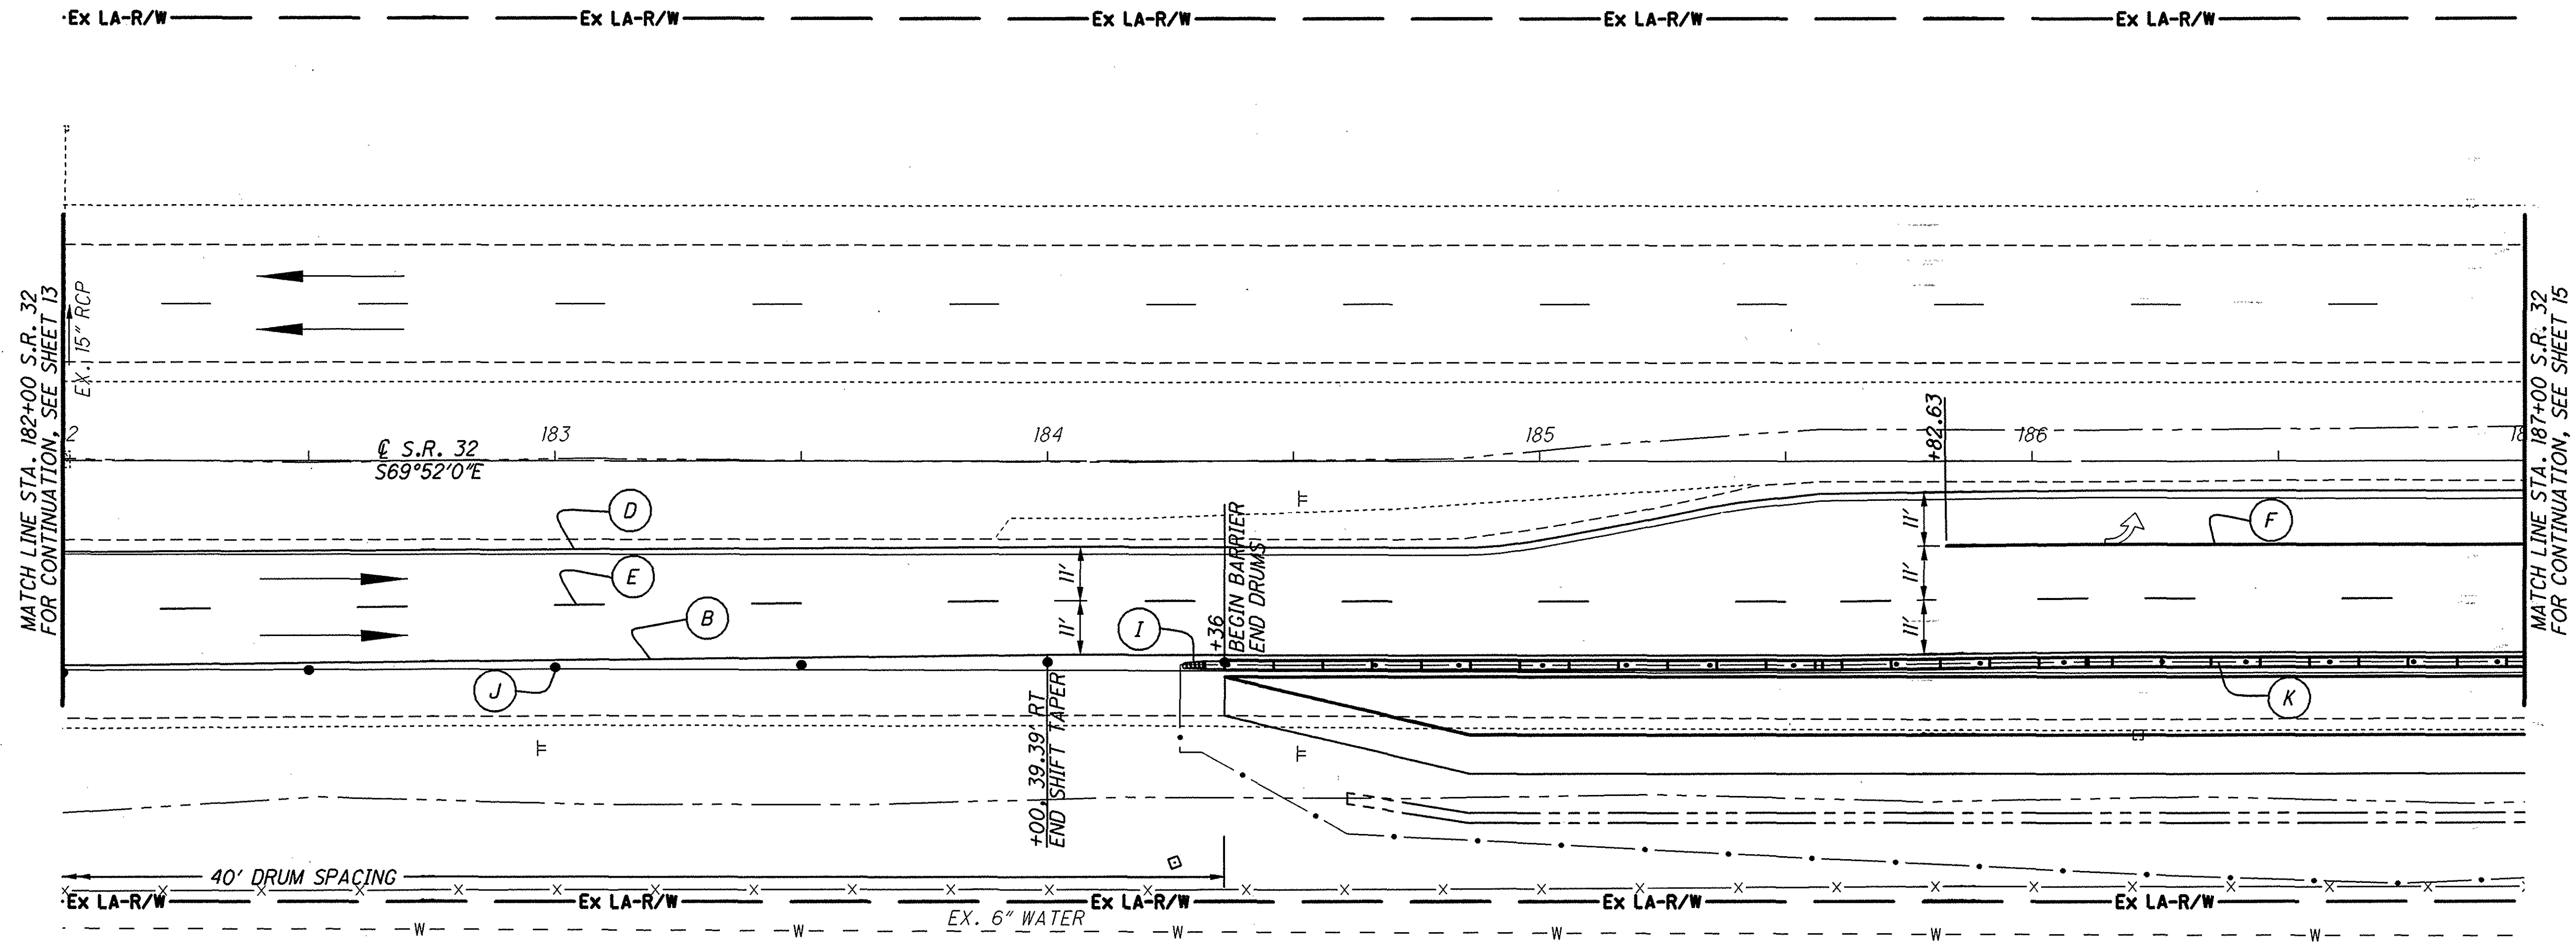 Ex LA-R/W Ex LA-R/W Ex LA-R/W Ex LA-R/W Ex LA-R/W
MATCH LINE STA. 182+00 S.R. 32
FOR CONTINUATION, SEE SHEET 13
EX. 15" RCP
2 183 184 185 186 18
℄ S.R. 32
S69°52'0"E
+82.63
D
E
B
F
11'
11'
11'
11'
11'
I
J
K
+36
BEGIN BARRIER
END DRUMS
+00, 39.39' RT
END SHIFT TAPER
40' DRUM SPACING
Ex LA-R/W Ex LA-R/W Ex LA-R/W Ex LA-R/W Ex LA-R/W
EX. 6" WATER
W W W W W W
MATCH LINE STA. 187+00 S.R. 32
FOR CONTINUATION, SEE SHEET 15